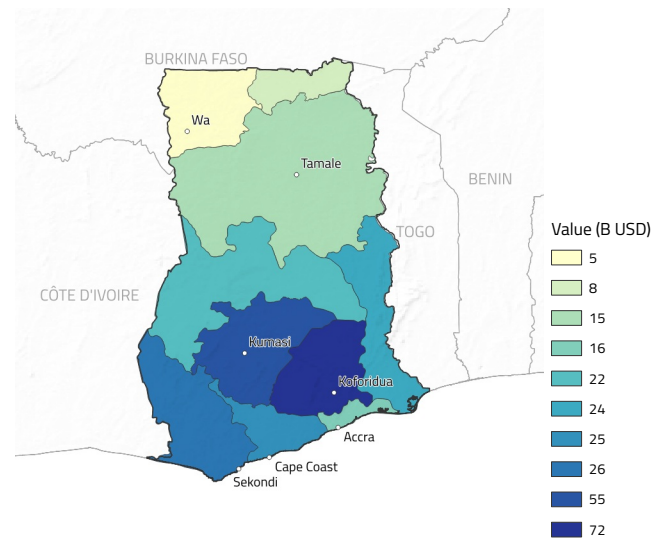 BURKINA FASO
Wa
Tamale
BENIN
TOGO
Value (B USD)
5
8
15
16
22
24
25
26
55
72
CÔTE D'IVOIRE
Kumasi
Koforidua
Accra
Cape Coast
Sekondi